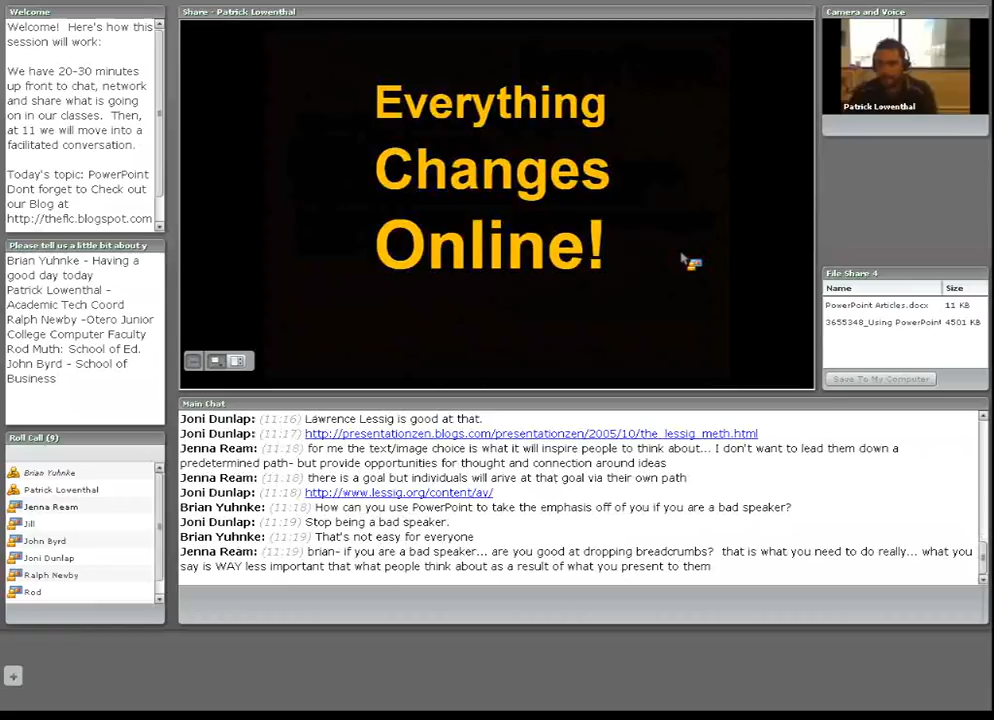 Welcome
Welcome!  Here's how this
session will work:
We have 20-30 minutes
up front to chat, network
and share what is going
on in our classes.  Then,
at 11 we will move into a
facilitated conversation.
Today's topic: PowerPoint
Dont forget to Check out
our Blog at
http://theflc.blogspot.com
Please tell us a little bit about y
Brian Yuhnke - Having a
good day today
Patrick Lowenthal -
Academic Tech Coord
Ralph Newby -Otero Junior
College Computer Faculty
Rod Muth: School of Ed.
John Byrd - School of
Business
Roll Call (9)
Brian Yuhnke
Patrick Lowenthal
Jenna Ream
Jill
John Byrd
Joni Dunlap
Ralph Newby
Rod
Share - Patrick Lowenthal
Everything
Changes
Online!
Main Chat
Joni Dunlap: (11:16) Lawrence Lessig is good at that.
Joni Dunlap: (11:17) http://presentationzen.blogs.com/presentationzen/2005/10/the_lessig_meth.html
Jenna Ream: (11:18) for me the text/image choice is what it will inspire people to think about... I don't want to lead them down a
predetermined path- but provide opportunities for thought and connection around ideas
Jenna Ream: (11:18) there is a goal but individuals will arive at that goal via their own path
Joni Dunlap: (11:18) http://www.lessig.org/content/av/
Brian Yuhnke: (11:18) How can you use PowerPoint to take the emphasis off of you if you are a bad speaker?
Joni Dunlap: (11:19) Stop being a bad speaker.
Brian Yuhnke: (11:19) That's not easy for everyone
Jenna Ream: (11:19) brian- if you are a bad speaker... are you good at dropping breadcrumbs?  that is what you need to do really... what you
say is WAY less important that what people think about as a result of what you present to them
Camera and Voice
Patrick Lowenthal
File Share 4
Name Size
PowerPoint Articles.docx 11 KB
3655348_Using PowerPoint 4501 KB
Save To My Computer